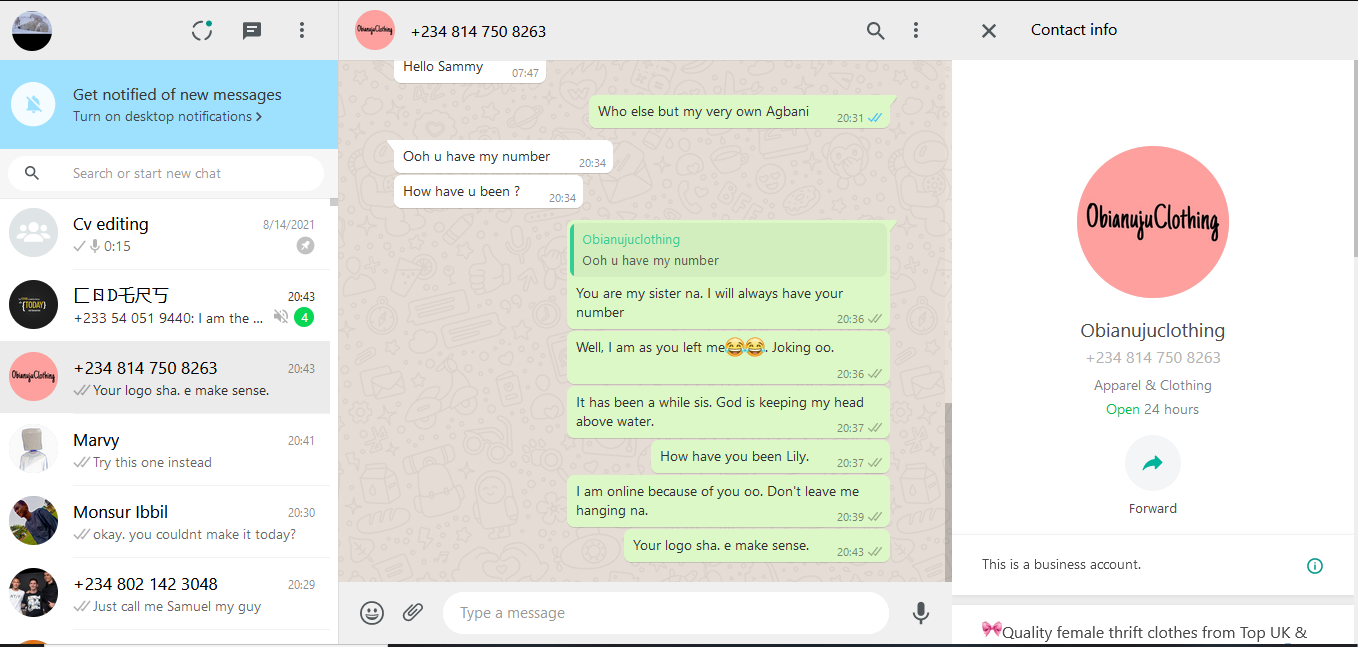 Get notified of new messages
Turn on desktop notifications >
Search or start new chat
Cv editing
8/14/2021
0:15
匚ㄖD乇尺丂
20:43
+233 54 051 9440: I am the ...
4
{TODAY}
ObianujuClothing
+234 814 750 8263
20:43
Your logo sha. e make sense.
Marvy
20:41
Try this one instead
Monsur Ibbil
20:30
okay. you couldnt make it today?
+234 802 142 3048
20:29
Just call me Samuel my guy
ObianujuClothing
+234 814 750 8263
Hello Sammy
07:47
Who else but my very own Agbani
20:31
Ooh u have my number
20:34
How have u been ?
20:34
Obianujuclothing
Ooh u have my number
You are my sister na. I will always have your
number
20:36
Well, I am as you left me😂😂. Joking oo.
20:36
It has been a while sis. God is keeping my head
above water.
20:37
How have you been Lily.
20:37
I am online because of you oo. Don't leave me
hanging na.
20:39
Your logo sha. e make sense.
20:43
Type a message
Contact info
ObianujuClothing
Obianujuclothing
+234 814 750 8263
Apparel & Clothing
Open 24 hours
Forward
This is a business account.
🎀Quality female thrift clothes from Top UK &